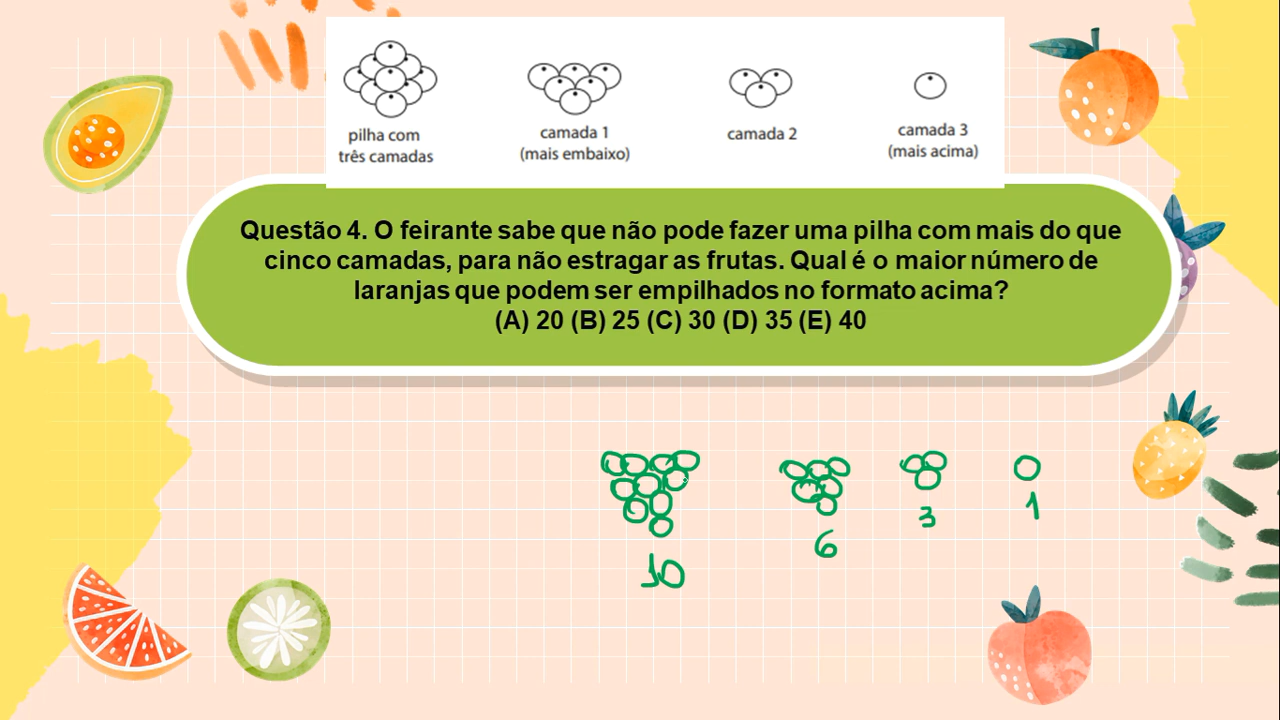 pilha com
três camadas
camada 1
(mais embaixo)
camada 2
camada 3
(mais acima)
Questão 4. O feirante sabe que não pode fazer uma pilha com mais do que
cinco camadas, para não estragar as frutas. Qual é o maior número de
laranjas que podem ser empilhados no formato acima?
(A) 20 (B) 25 (C) 30 (D) 35 (E) 40
10
6
3
1